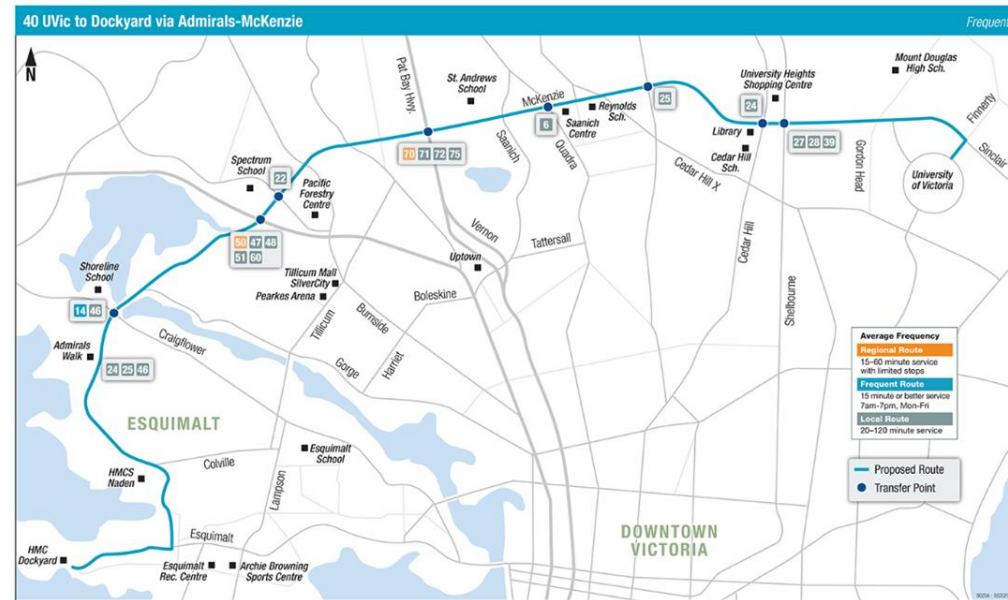 40 UVic to Dockyard via Admirals-McKenzie
Frequent
N
Pat Bay Hwy.
St. Andrews
School
McKenzie
6
Saanich
Centre
Reynolds
Sch.
25
University Heights
Shopping Centre
24
Library
Cedar Hill
Sch.
27 28 39
Mount Douglas
High Sch.
Finnerty
Sinclair
University
of Victoria
Gordon Head
Spectrum
School
22
Pacific
Forestry
Centre
70 71 72 75
Saanich
Quadra
Cedar Hill X
Cedar Hill
Shelbourne
50 47 48
51 60
Vernon
Tattersall
Uptown
Shoreline
School
14 46
Tillicum Mall
SilverCity
Pearkes Arena
Tillicum
Burnside
Boleskine
Harriet
Gorge
Craigflower
Admirals
Walk
24 25 46
ESQUIMALT
HMCS
Naden
Colville
Lampson
Esquimalt
School
HMC
Dockyard
Esquimalt
Esquimalt
Rec. Centre
Archie Browning
Sports Centre
DOWNTOWN
VICTORIA
Average Frequency
Regional Route
15-60 minute service
with limited stops
Frequent Route
15 minute or better service
7am-7pm, Mon-Fri
Local Route
20-120 minute service
Proposed Route
Transfer Point